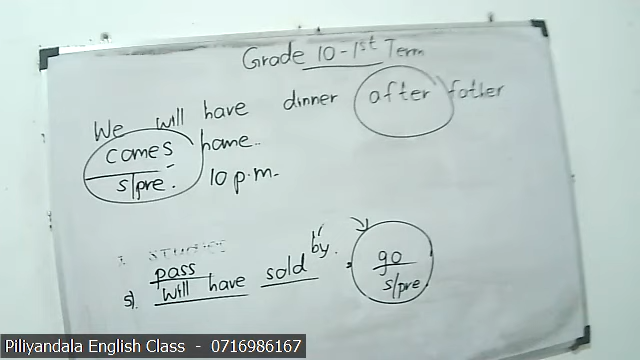 Grade 10 - 1st Term
We will have dinner after father
comes home..
s/pre. 10 p.m.
by.
pass
5). will have sold go
s/pre
Piliyandala English Class - 0716986167